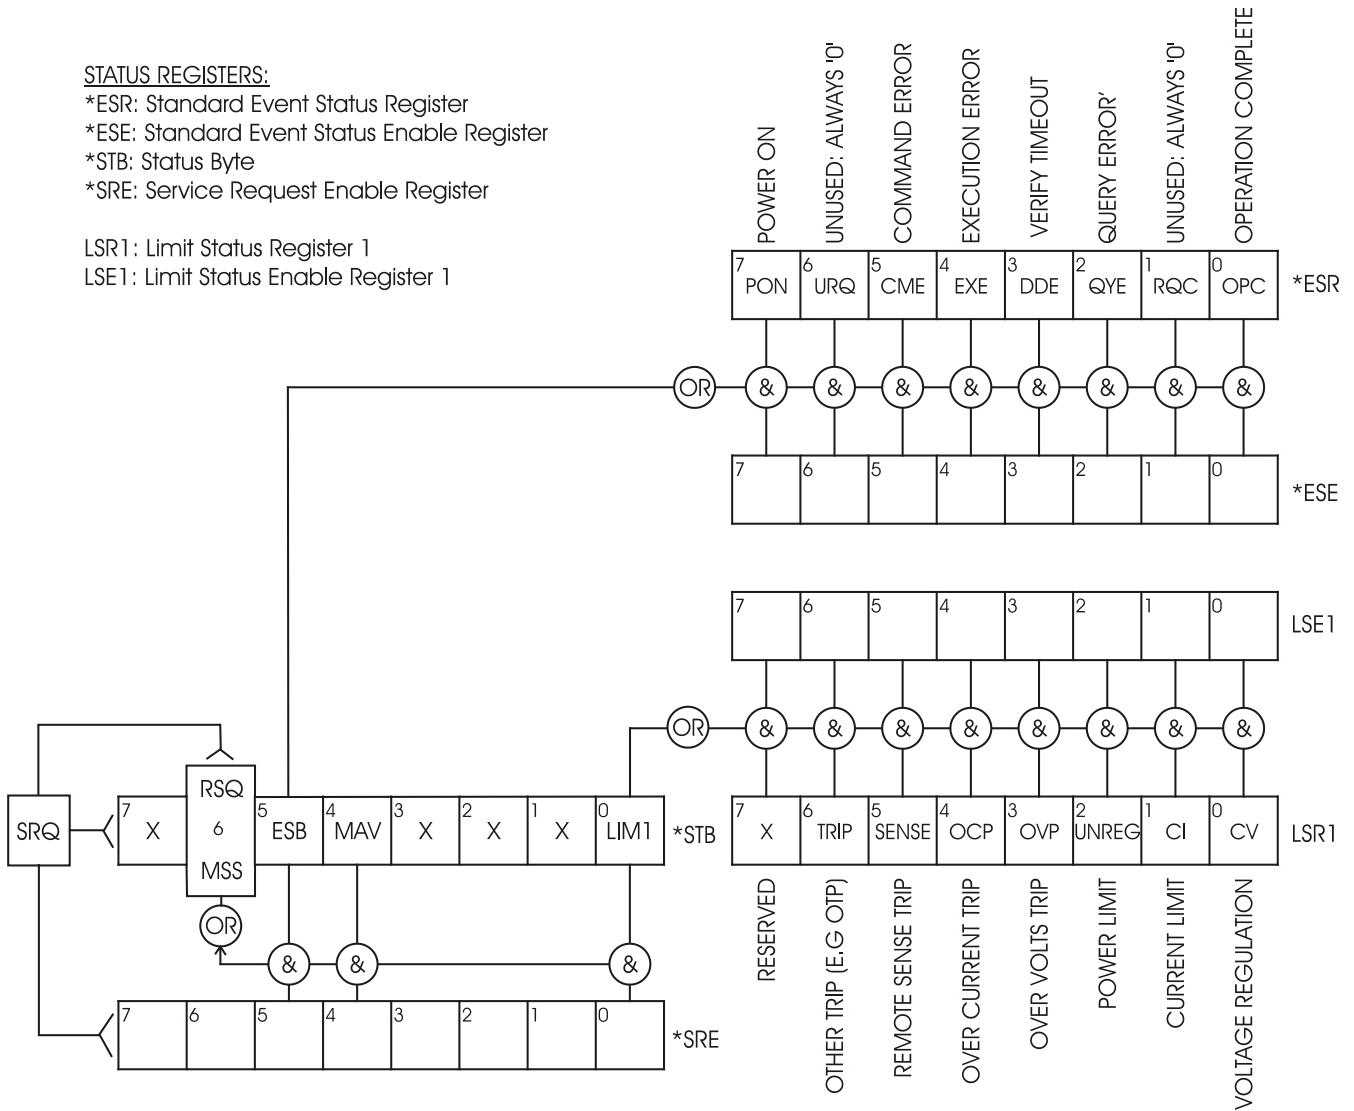 STATUS REGISTERS:
*ESR: Standard Event Status Register
*ESE: Standard Event Status Enable Register
*STB: Status Byte
*SRE: Service Request Enable Register
LSR1: Limit Status Register 1
LSE1: Limit Status Enable Register 1
POWER ON
UNUSED: ALWAYS '0'
COMMAND ERROR
EXECUTION ERROR
VERIFY TIMEOUT
QUERY ERROR'
UNUSED: ALWAYS '0'
OPERATION COMPLETE
7 6 5 4 3 2 1 0
PON URQ CME EXE DDE QYE RQC OPC *ESR
OR & & & & & & & &
7 6 5 4 3 2 1 0
*ESE
7 6 5 4 3 2 1 0
LSE1
OR & & & & & & & &
SRQ
7 5 4 3 2 1 0
X RSQ 6 MSS ESB MAV X X X LIM1 *STB
7 6 5 4 3 2 1 0
X TRIP SENSE OCP OVP UNREG CI CV LSR1
RESERVED
OTHER TRIP (E.G OTP)
REMOTE SENSE TRIP
OVER CURRENT TRIP
OVER VOLTS TRIP
POWER LIMIT
CURRENT LIMIT
VOLTAGE REGULATION
OR
& & &
7 6 5 4 3 2 1 0
*SRE